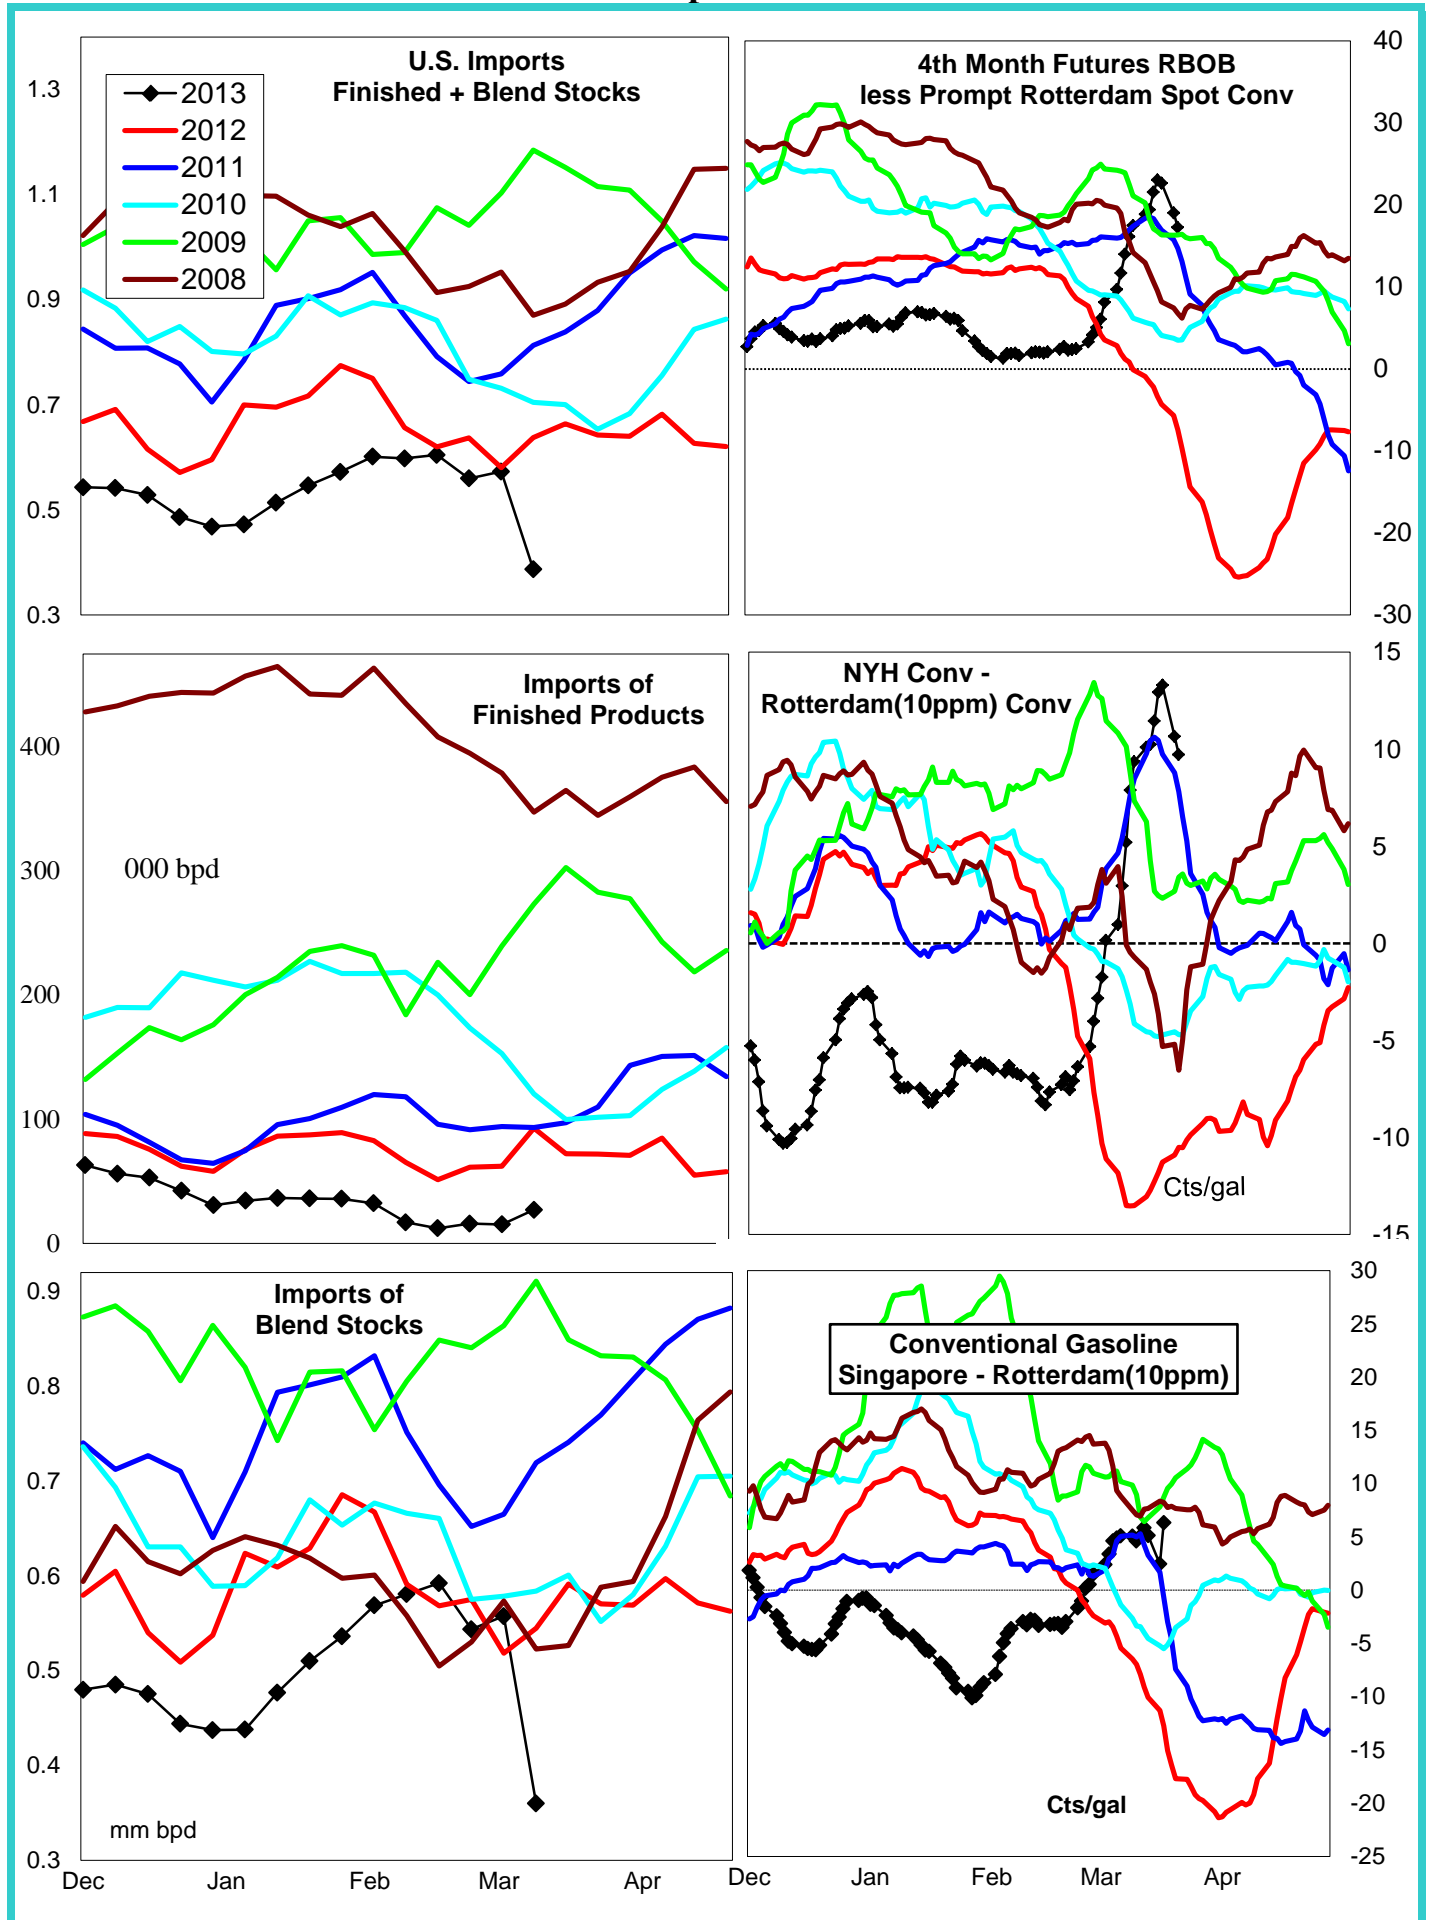 U.S. Imports
Finished + Blend Stocks
1.3
1.1
0.9
0.7
0.5
0.3
2013
2012
2011
2010
2009
2008
4th Month Futures RBOB
less Prompt Rotterdam Spot Conv
40
30
20
10
0
-10
-20
-30
Imports of
Finished Products
000 bpd
400
300
200
100
0
NYH Conv -
Rotterdam(10ppm) Conv
Cts/gal
15
10
5
0
-5
-10
-15
Imports of
Blend Stocks
mm bpd
0.9
0.8
0.7
0.6
0.5
0.4
0.3
Dec Jan Feb Mar Apr
Conventional Gasoline
Singapore - Rotterdam(10ppm)
Cts/gal
30
25
20
15
10
5
0
-5
-10
-15
-20
-25
Dec Jan Feb Mar Apr